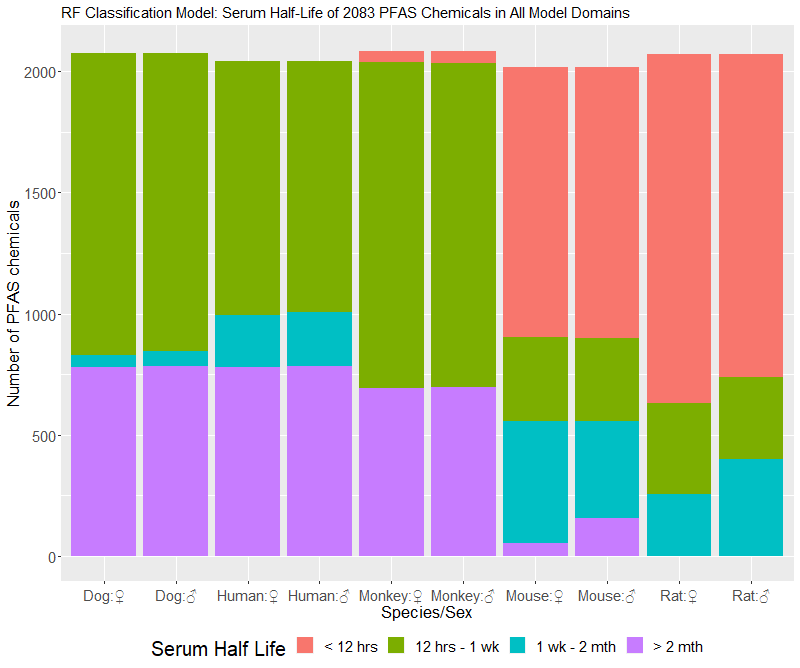 RF Classification Model: Serum Half-Life of 2083 PFAS Chemicals in All Model Domains
Number of PFAS chemicals
2000
1500
1000
500
0
Dog:♀ Dog:♂ Human:♀ Human:♂ Monkey:♀ Monkey:♂ Mouse:♀ Mouse:♂ Rat:♀ Rat:♂
Species/Sex
Serum Half Life < 12 hrs 12 hrs - 1 wk 1 wk - 2 mth > 2 mth